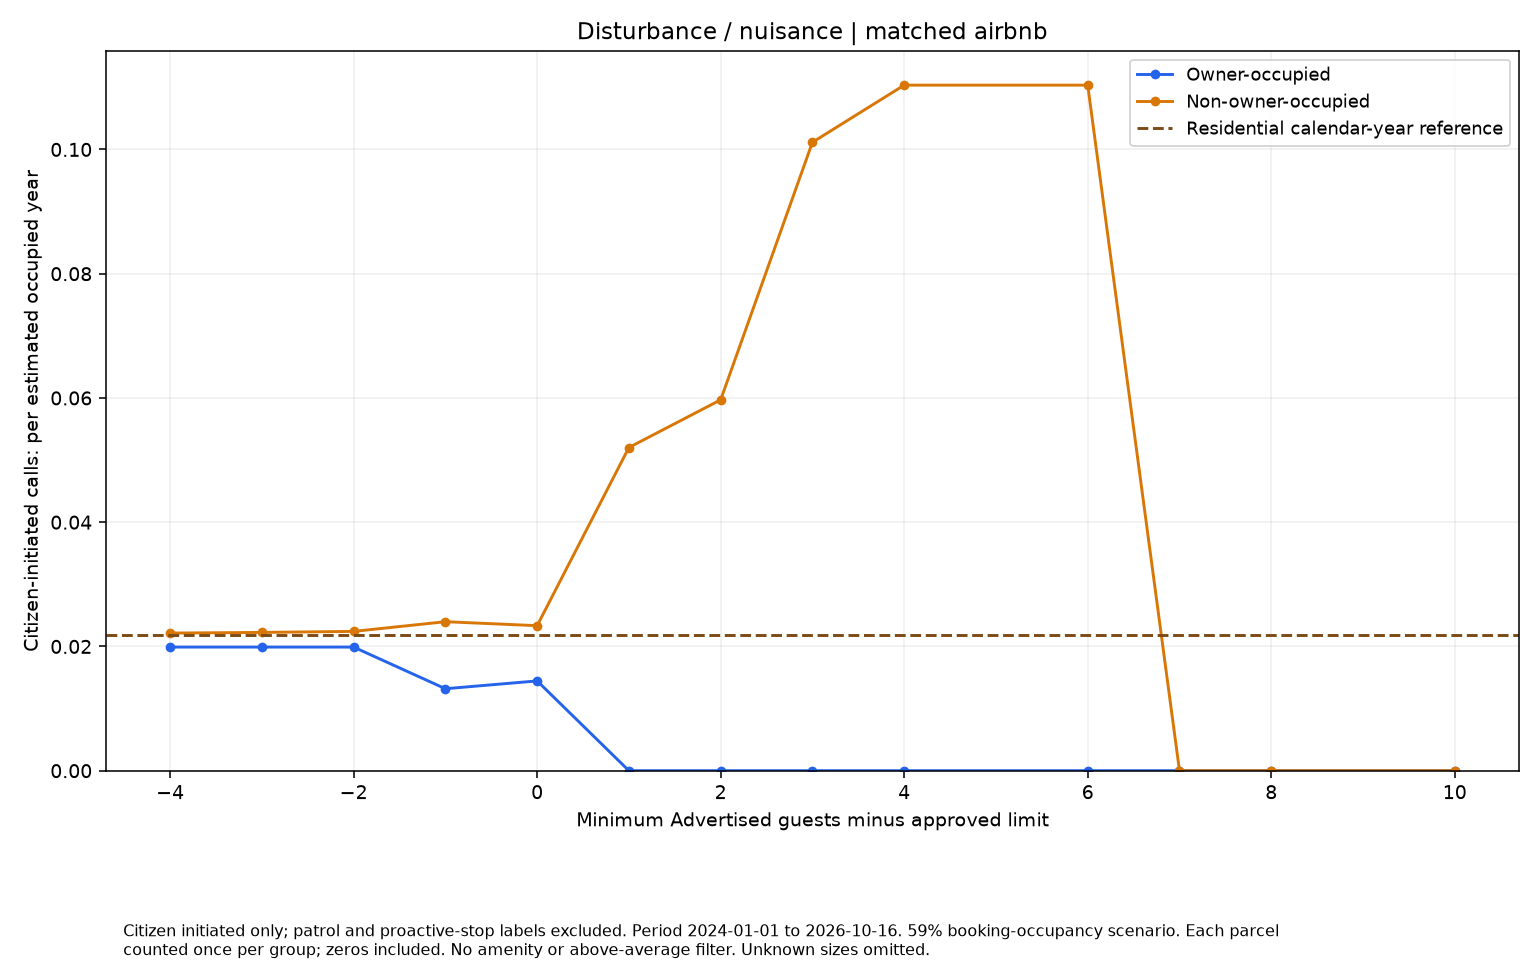 Disturbance / nuisance | matched airbnb
Owner-occupied
Non-owner-occupied
Residential calendar-year reference
Citizen-initiated calls: per estimated occupied year
0.10
0.08
0.06
0.04
0.02
0.00
−4
−2
0
2
4
6
8
10
Minimum Advertised guests minus approved limit
Citizen initiated only; patrol and proactive-stop labels excluded. Period 2024-01-01 to 2026-10-16. 59% booking-occupancy scenario. Each parcel
counted once per group; zeros included. No amenity or above-average filter. Unknown sizes omitted.